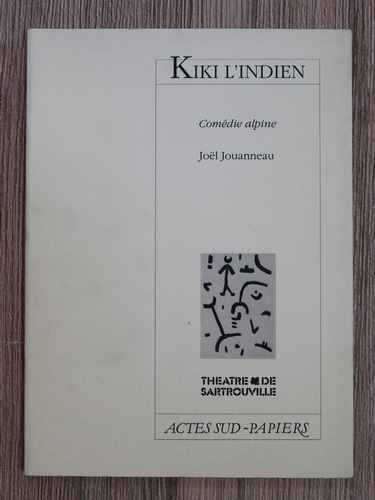 KIKI L'INDIEN
Comédie alpine
Joël Jouanneau
THEATRE DE
SARTROUVILLE
ACTES SUD-PAPIERS